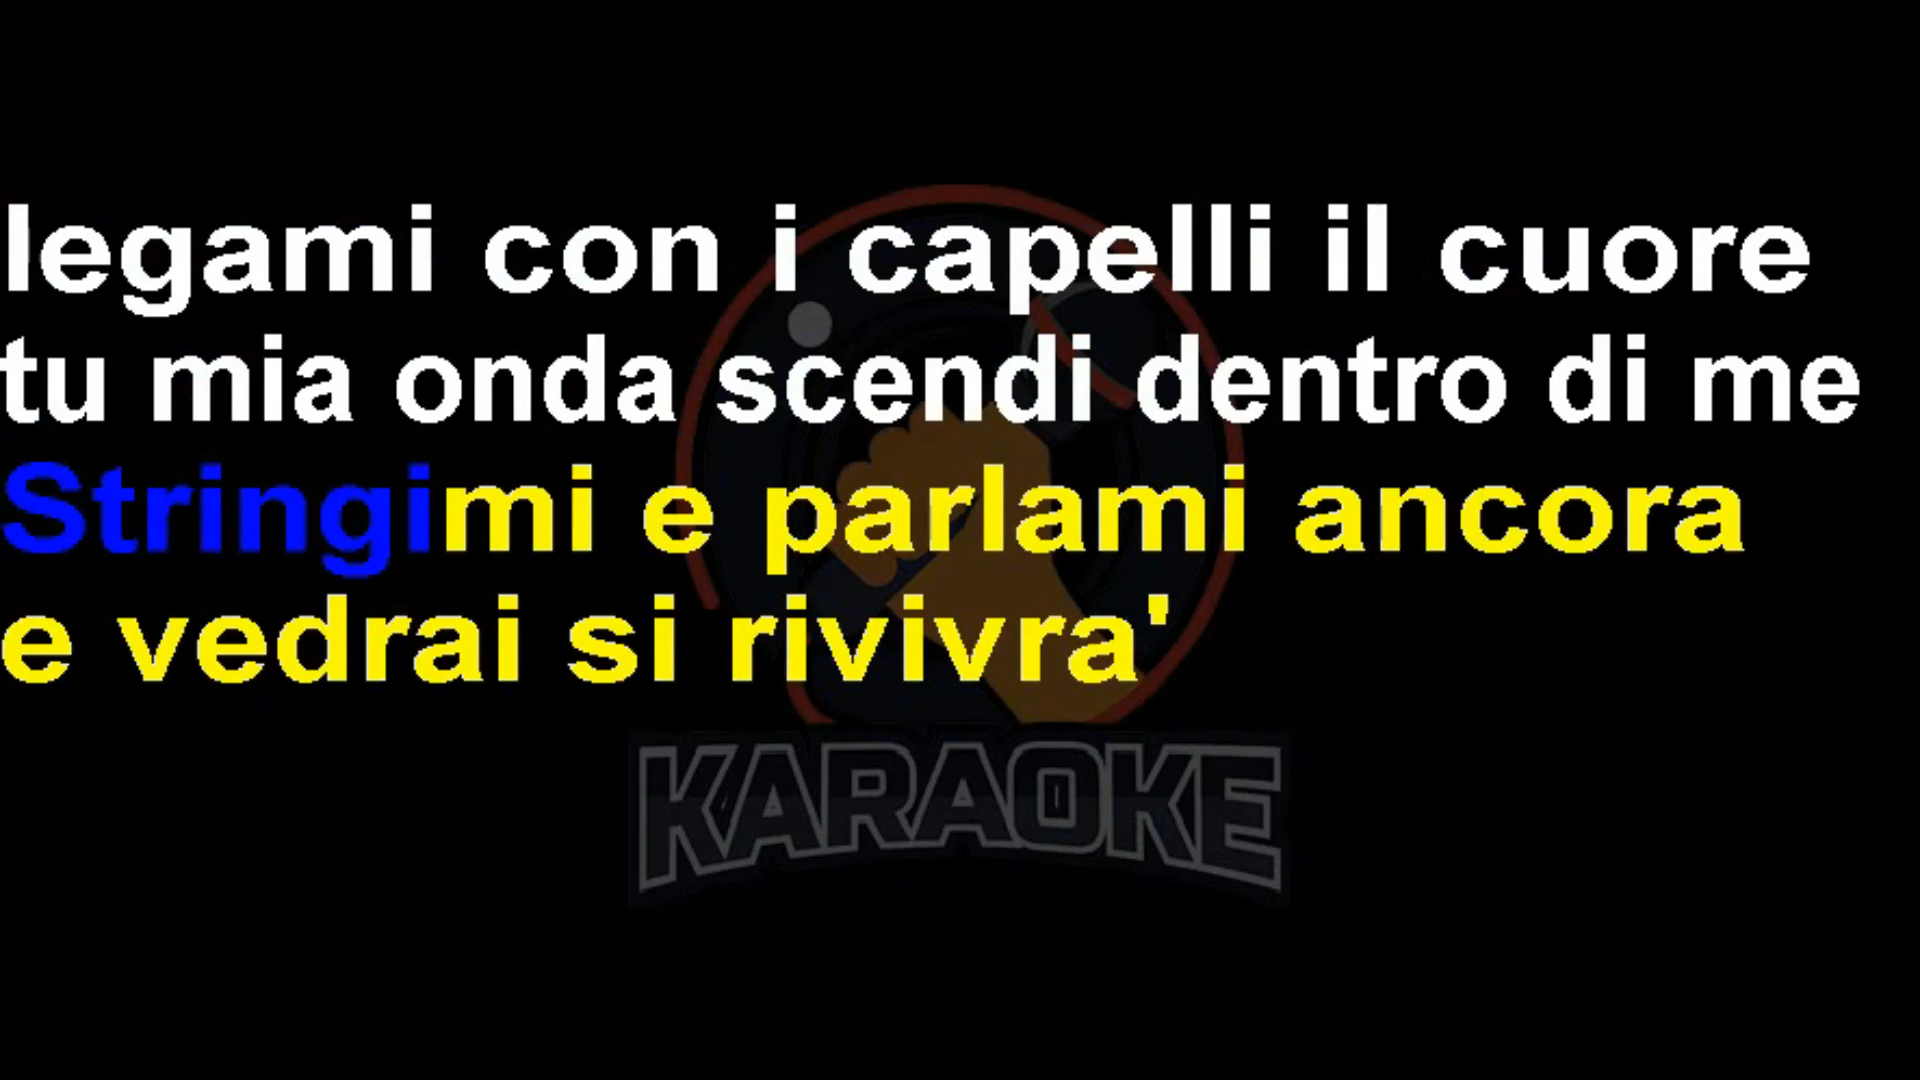 legami con i capelli il cuore
tu mia onda scendi dentro di me
Stringimi e parlami ancora
e vedrai si rivivra'
KARAOKE